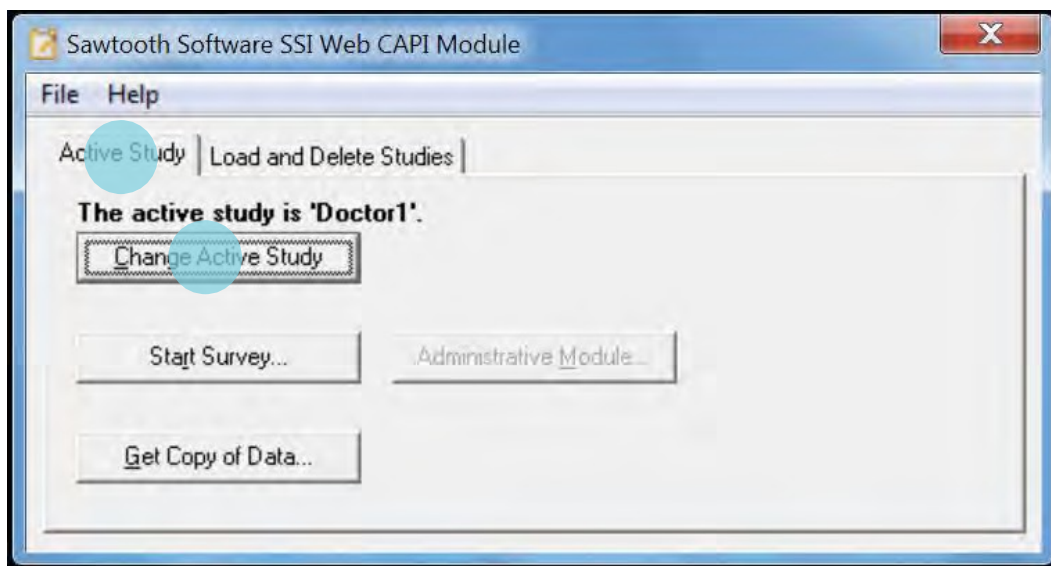 Sawtooth Software SSI Web CAPI Module
File Help
Active Study Load and Delete Studies
The active study is 'Doctor1'.
Change Active Study
Start Survey... Administrative Module...
Get Copy of Data...